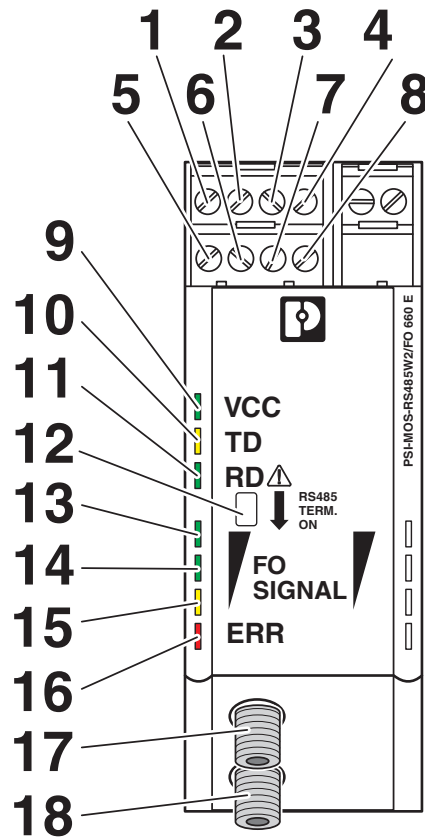 1 2 3 4
5 6 7 8
9
10
11
12
13
14
15
16
17
18
VCC
TD
RD
RS485
TERM.
ON
FO
SIGNAL
ERR
PSI-MOS-RS485W2/FO 660 E